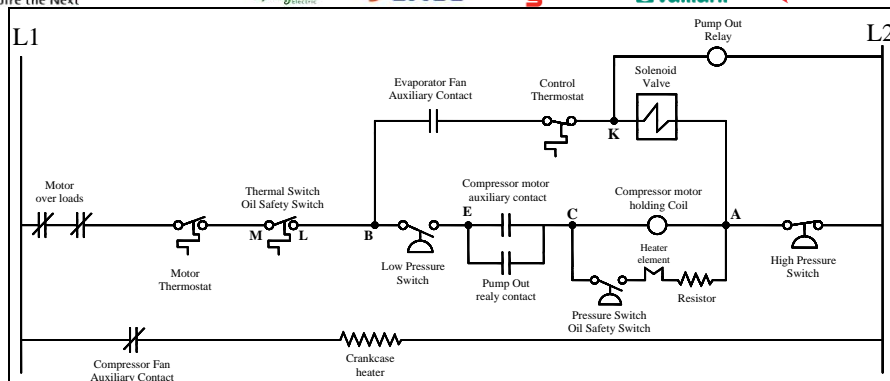 L1
L2
Pump Out
Relay
Evaporator Fan
Auxiliary Contact
Control
Thermostat
Solenoid
Valve
K
Motor
over loads
Thermal Switch
Oil Safety Switch
Compressor motor
auxiliary contact
Compressor motor
holding Coil
M
L
B
E
C
A
Motor
Thermostat
Low Pressure
Switch
Pump Out
realy contact
Heater
element
Resistor
High Pressure
Switch
Pressure Switch
Oil Safety Switch
Compressor Fan
Auxiliary Contact
Crankcase
heater